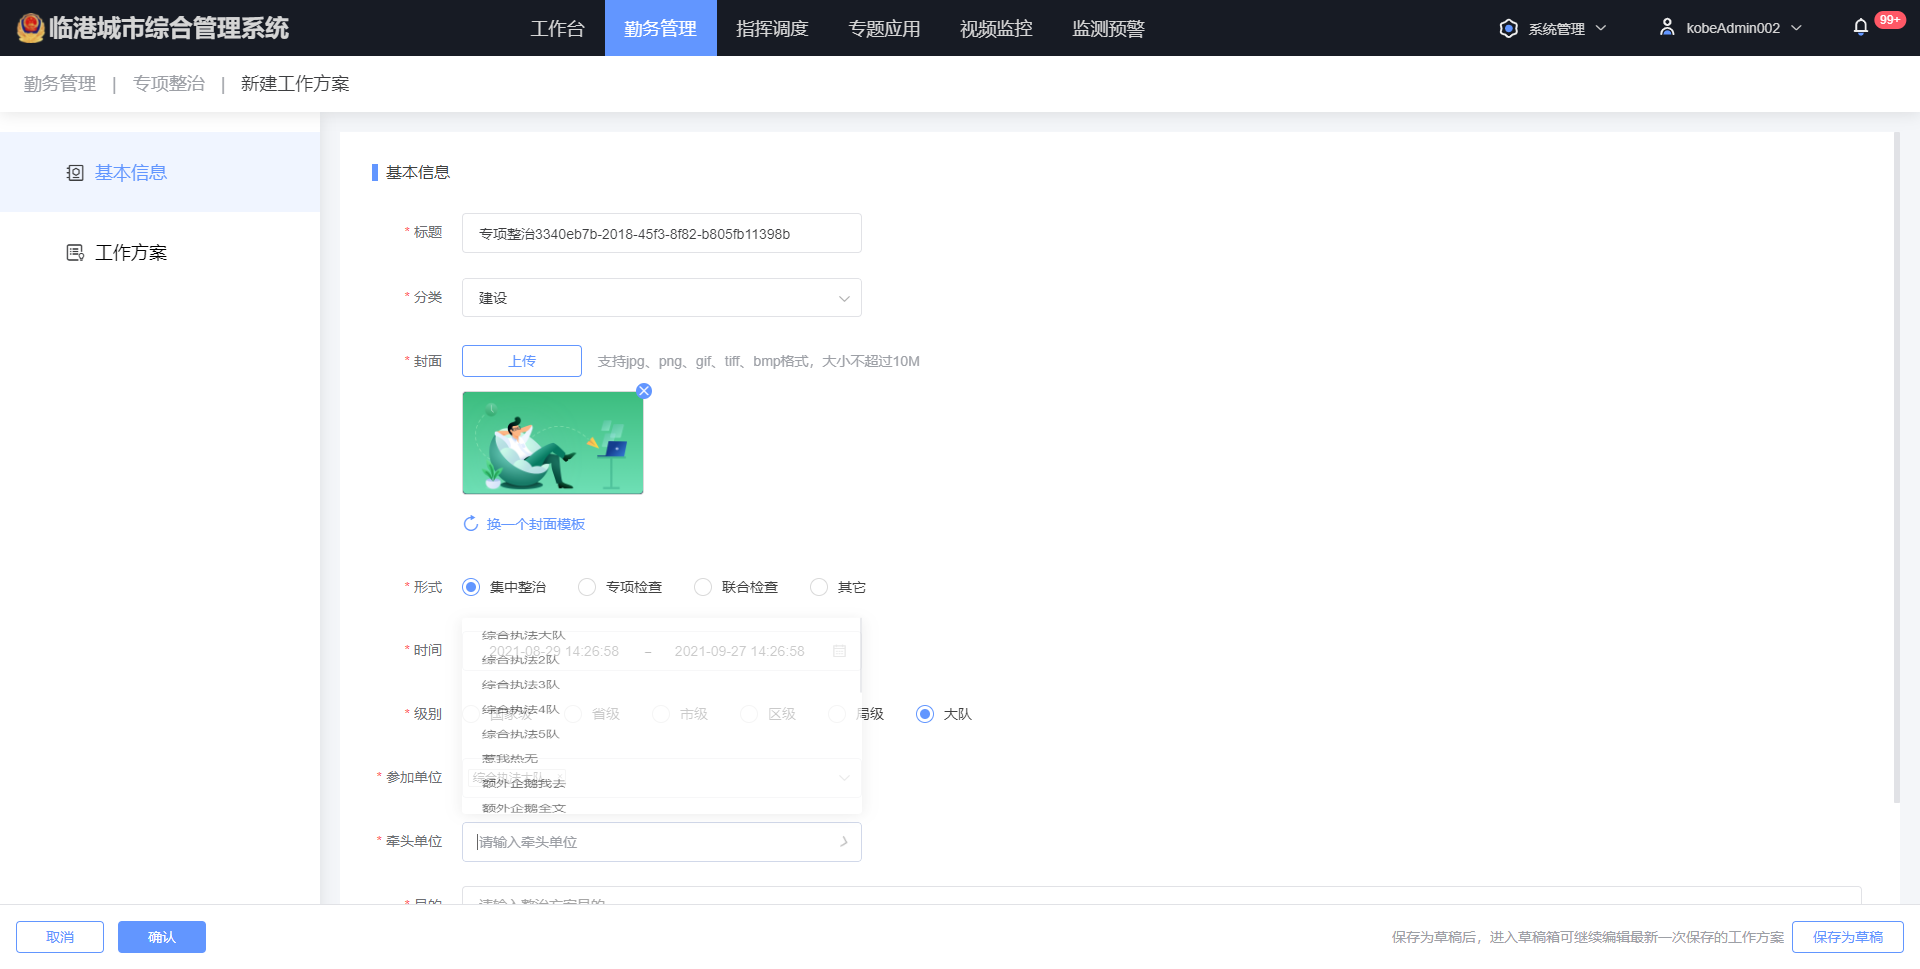 临港城市综合管理系统
工作台 勤务管理 指挥调度 专题应用 视频监控 监测预警
系统管理 kobeAdmin002 99+
勤务管理 | 专项整治 | 新建工作方案
基本信息
工作方案
基本信息
* 标题 专项整治3340eb7b-2018-45f3-8f82-b805fb11398b
* 分类 建设
* 封面 上传 支持jpg、png、gif、tiff、bmp格式，大小不超过10M
换一个封面模板
* 形式 集中整治 专项检查 联合检查 其它
综合执法大队
* 时间 2021-08-29 14:26:58 – 2021-09-27 14:26:58
综合执法2队
综合执法3队
综合执法4队
* 级别 国家级 省级 市级 区级 局级 大队
综合执法5队
惹我热无
* 参加单位 综合执法大队
额外企鹅我去
额外企鹅全文
* 牵头单位 请输入牵头单位
* 目的 请输入整治方案目的
取消 确认 保存为草稿后，进入草稿箱可继续编辑最新一次保存的工作方案 保存为草稿